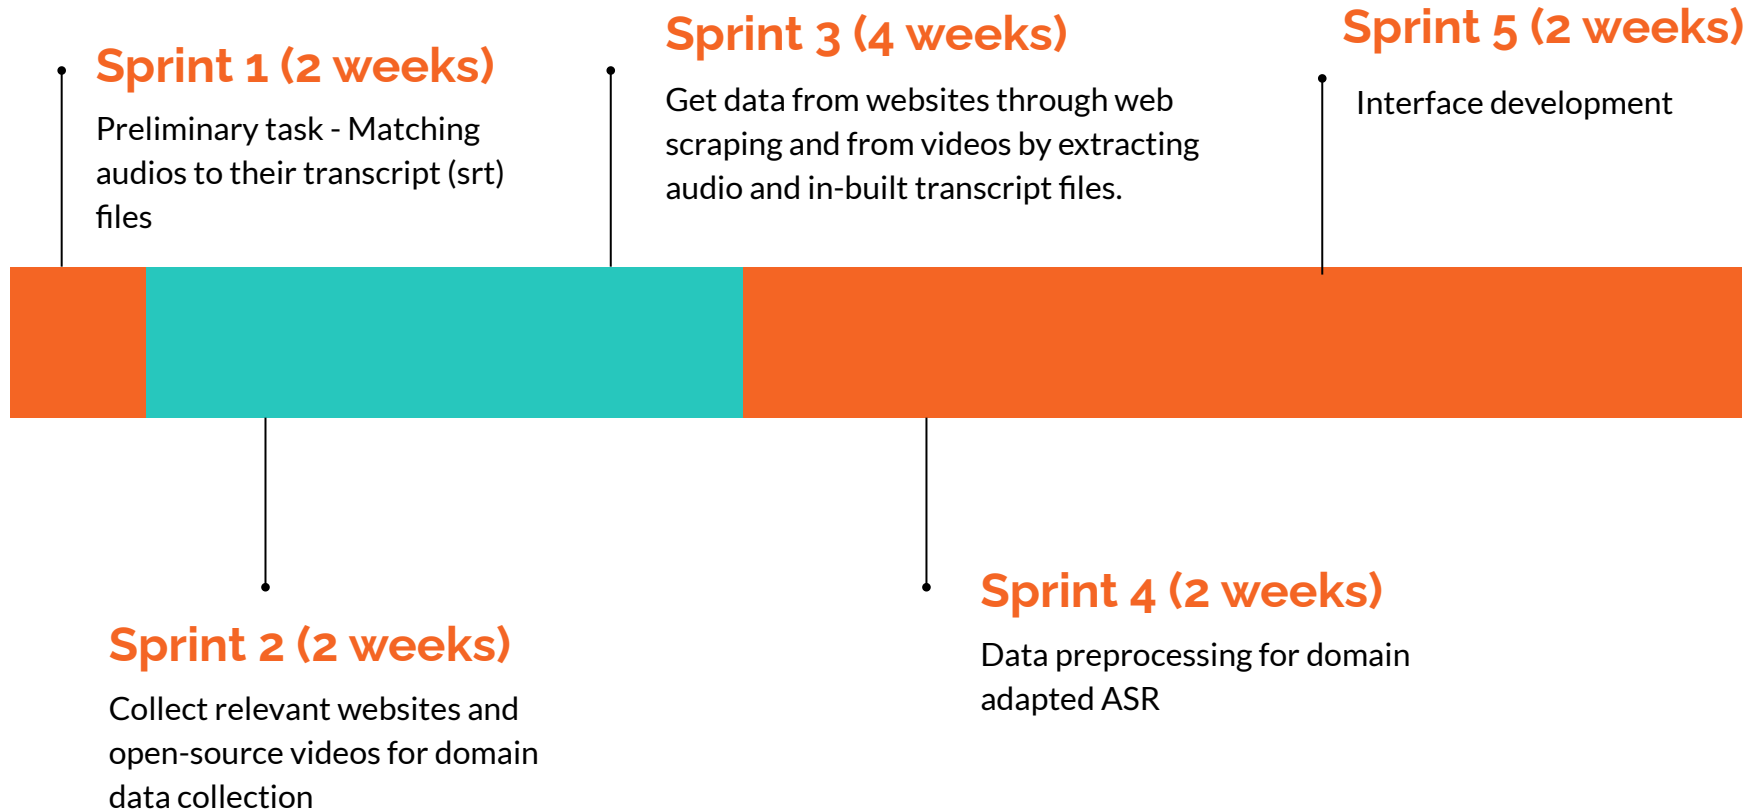 Sprint 1 (2 weeks)
Preliminary task - Matching
audios to their transcript (srt)
files
Sprint 3 (4 weeks)
Get data from websites through web
scraping and from videos by extracting
audio and in-built transcript files.
Sprint 5 (2 weeks)
Interface development
Sprint 2 (2 weeks)
Collect relevant websites and
open-source videos for domain
data collection
Sprint 4 (2 weeks)
Data preprocessing for domain
adapted ASR